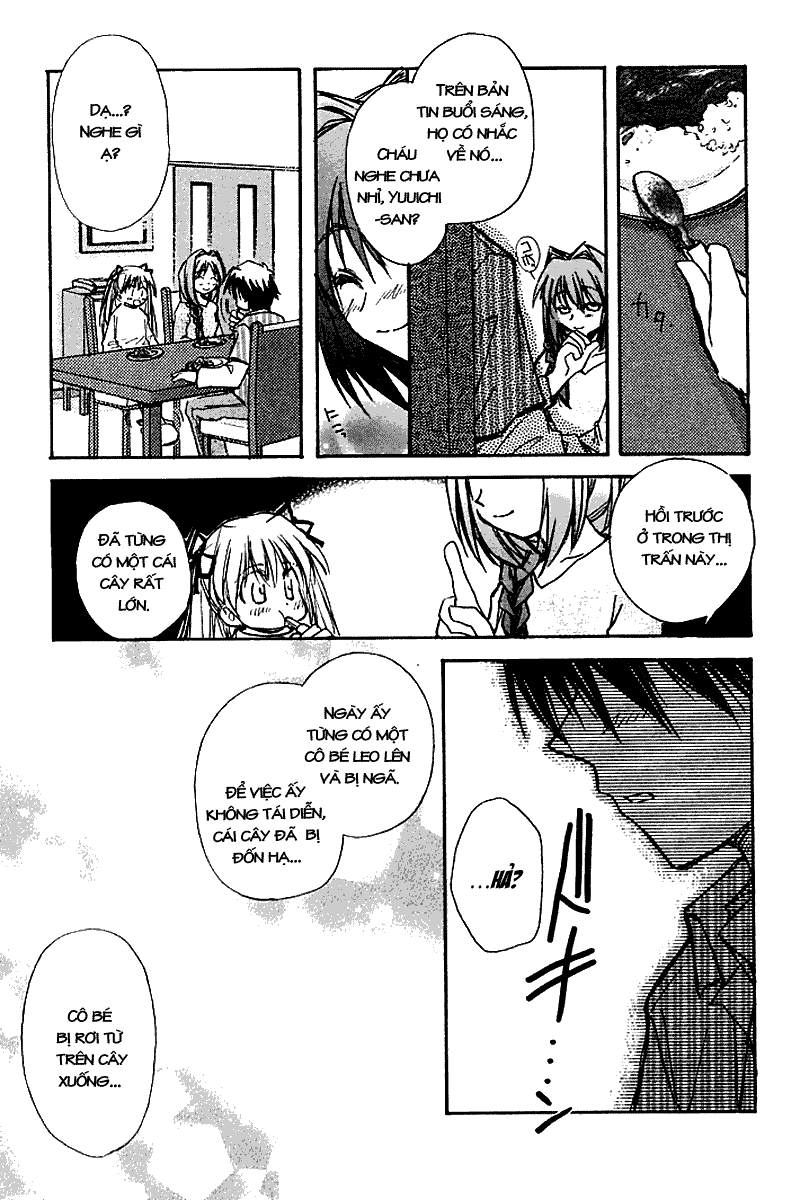 TRÊN BẢN
TIN BUỔI SÁNG,
HỌ CÓ NHẮC
VỀ NÓ...
CHÁU
NGHE CHƯA
NHỈ, YUUICHI
-SAN?
DẠ...?
NGHE GÌ
Ạ?
HỒI TRƯỚC
Ở TRONG THỊ
TRẤN NÀY...
ĐÃ TỪNG
CÓ MỘT CÁI
CÂY RẤT
LỚN.
...HẢ?
ドキ...
NGÀY ẤY
TỪNG CÓ MỘT
CÔ BÉ LEO LÊN
VÀ BỊ NGÃ.
ĐỂ VIỆC ẤY
KHÔNG TÁI DIỄN,
CÁI CÂY ĐÃ BỊ
ĐỐN HẠ...
CÔ BÉ
BỊ RƠI TỪ
TRÊN CÂY
XUỐNG...